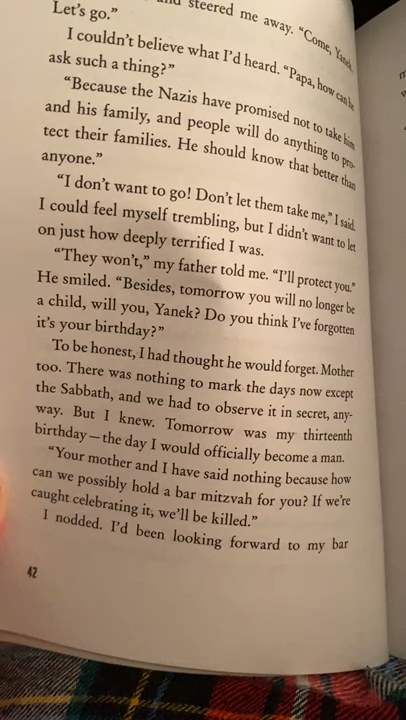 and steered me away. "Come, Yanek.
Let's go."
I couldn't believe what I'd heard. "Papa, how can he
ask such a thing?"
"Because the Nazis have promised not to take him
and his family, and people will do anything to pro-
tect their families. He should know that better than
anyone."
"I don't want to go! Don't let them take me," I said.
I could feel myself trembling, but I didn't want to let
on just how deeply terrified I was.
"They won't," my father told me. "I'll protect you."
He smiled. "Besides, tomorrow you will no longer be
a child, will you, Yanek? Do you think I've forgotten
it's your birthday?"
To be honest, I had thought he would forget. Mother
too. There was nothing to mark the days now except
the Sabbath, and we had to observe it in secret, any-
way. But I knew. Tomorrow was my thirteenth
birthday—the day I would officially become a man.
"Your mother and I have said nothing because how
can we possibly hold a bar mitzvah for you? If we're
caught celebrating it, we'll be killed."
I nodded. I'd been looking forward to my bar
42